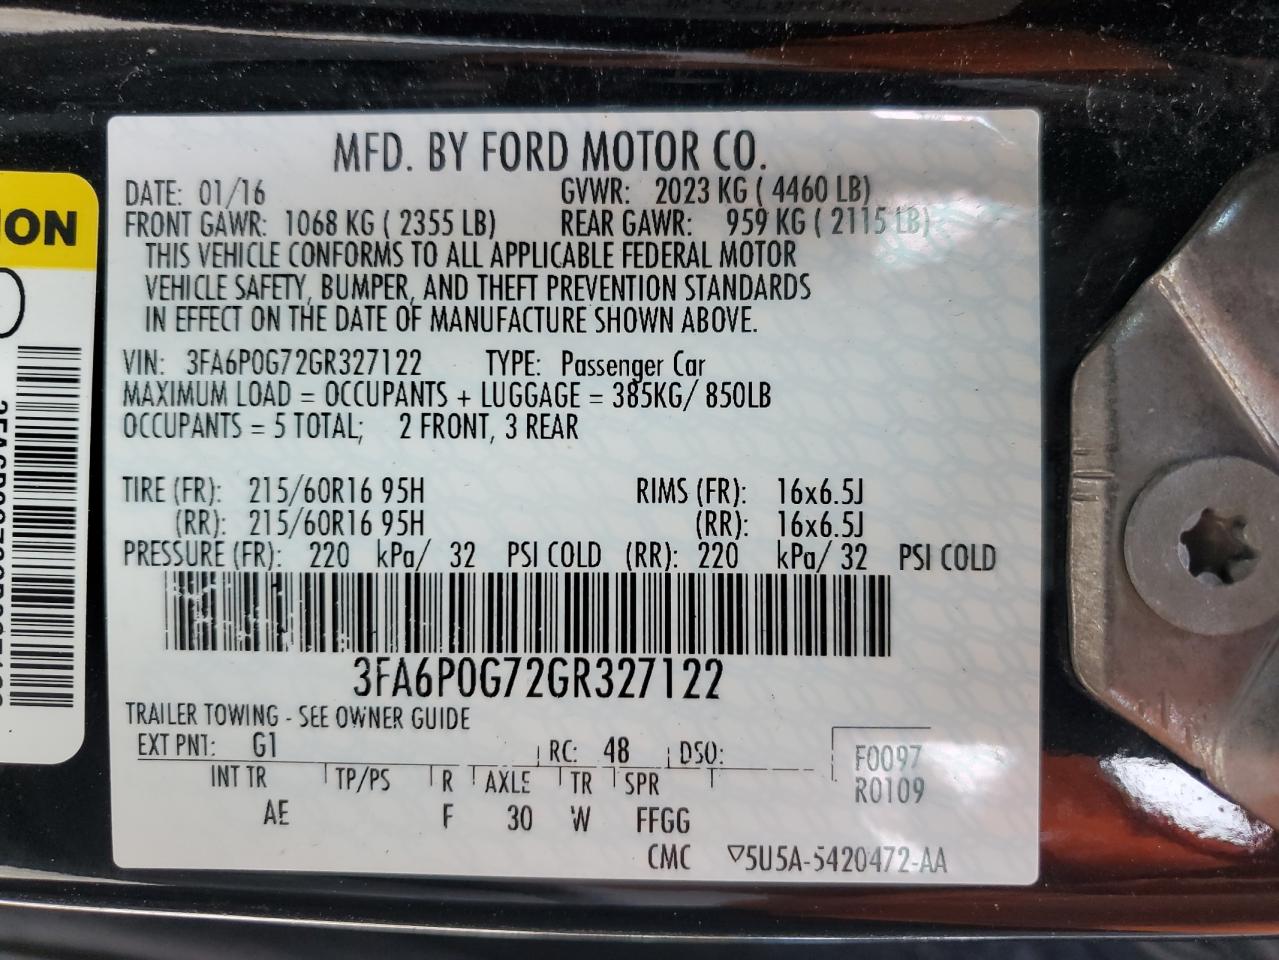 MFD. BY FORD MOTOR CO.
DATE: 01/16 GVWR: 2023 KG ( 4460 LB)
FRONT GAWR: 1068 KG ( 2355 LB) REAR GAWR: 959 KG ( 2115 LB)
THIS VEHICLE CONFORMS TO ALL APPLICABLE FEDERAL MOTOR
VEHICLE SAFETY, BUMPER, AND THEFT PREVENTION STANDARDS
IN EFFECT ON THE DATE OF MANUFACTURE SHOWN ABOVE.
VIN: 3FA6P0G72GR327122 TYPE: Passenger Car
MAXIMUM LOAD = OCCUPANTS + LUGGAGE = 385KG/ 850LB
OCCUPANTS = 5 TOTAL; 2 FRONT, 3 REAR
TIRE (FR): 215/60R16 95H RIMS (FR): 16x6.5J
(RR): 215/60R16 95H (RR): 16x6.5J
PRESSURE (FR): 220 kPa/ 32 PSI COLD (RR): 220 kPa/ 32 PSI COLD
3FA6P0G72GR327122
TRAILER TOWING - SEE OWNER GUIDE
EXT PNT: G1 RC: 48 DSO:
F0097
INT TR TP/PS R AXLE TR SPR
R0109
AE F 30 W FFGG
CMC ▽5U5A-5420472-AA
ION